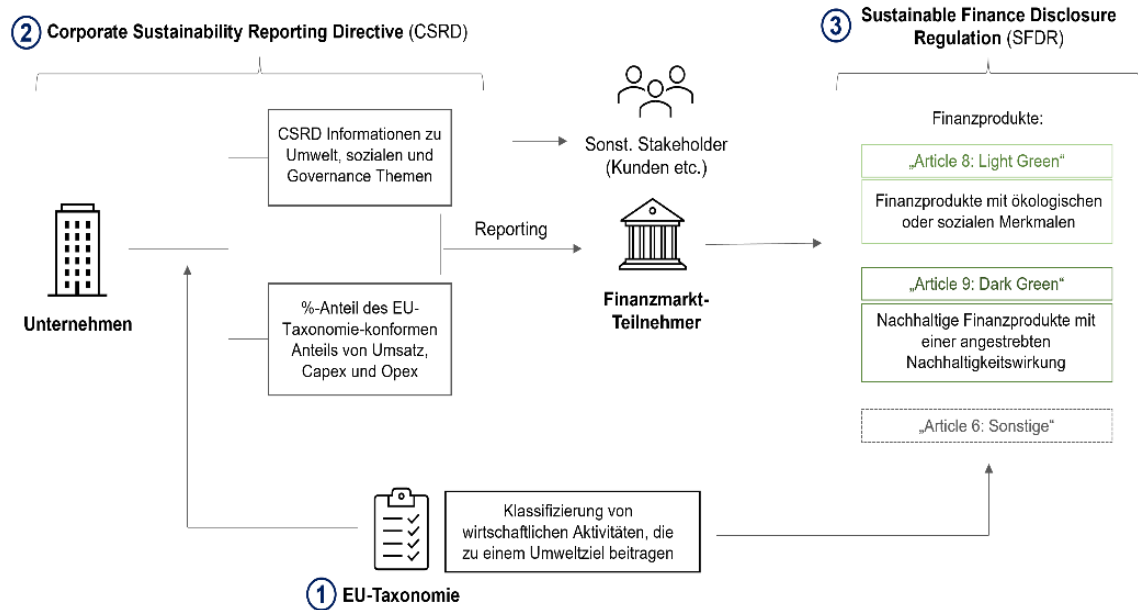 2 Corporate Sustainability Reporting Directive (CSRD)
3 Sustainable Finance Disclosure
Regulation (SFDR)
CSRD Informationen zu
Umwelt, sozialen und
Governance Themen
Sonst. Stakeholder
(Kunden etc.)
Finanzprodukte:
„Article 8: Light Green“
Finanzprodukte mit ökologischen
oder sozialen Merkmalen
Reporting
Unternehmen
%-Anteil des EU-
Taxonomie-konformen
Anteils von Umsatz,
Capex und Opex
Finanzmarkt-
Teilnehmer
„Article 9: Dark Green“
Nachhaltige Finanzprodukte mit
einer angestrebten
Nachhaltigkeitswirkung
„Article 6: Sonstige“
Klassifizierung von
wirtschaftlichen Aktivitäten, die
zu einem Umweltziel beitragen
1 EU-Taxonomie